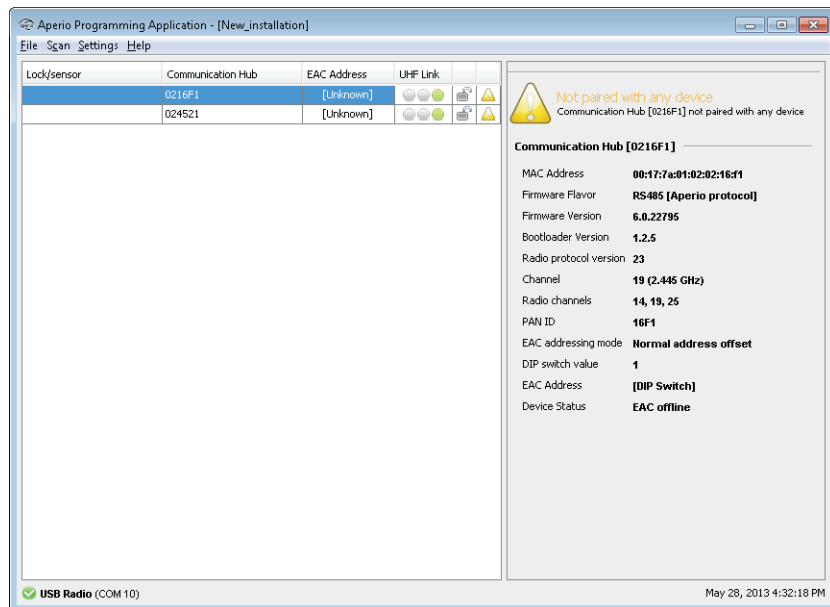 Aperio Programming Application - [New_installation]
File Scan Settings Help
Lock/sensor Communication Hub EAC Address UHF Link
0216F1 [Unknown]
024521 [Unknown]
Not paired with any device
Communication Hub [0216F1] not paired with any device
Communication Hub [0216F1]
MAC Address 00:17:7a:01:02:02:16:f1
Firmware Flavor RS485 [Aperio protocol]
Firmware Version 6.0.22795
Bootloader Version 1.2.5
Radio protocol version 23
Channel 19 (2.445 GHz)
Radio channels 14, 19, 25
PAN ID 16F1
EAC addressing mode Normal address offset
DIP switch value 1
EAC Address [DIP Switch]
Device Status EAC offline
USB Radio (COM 10) May 28, 2013 4:32:18 PM